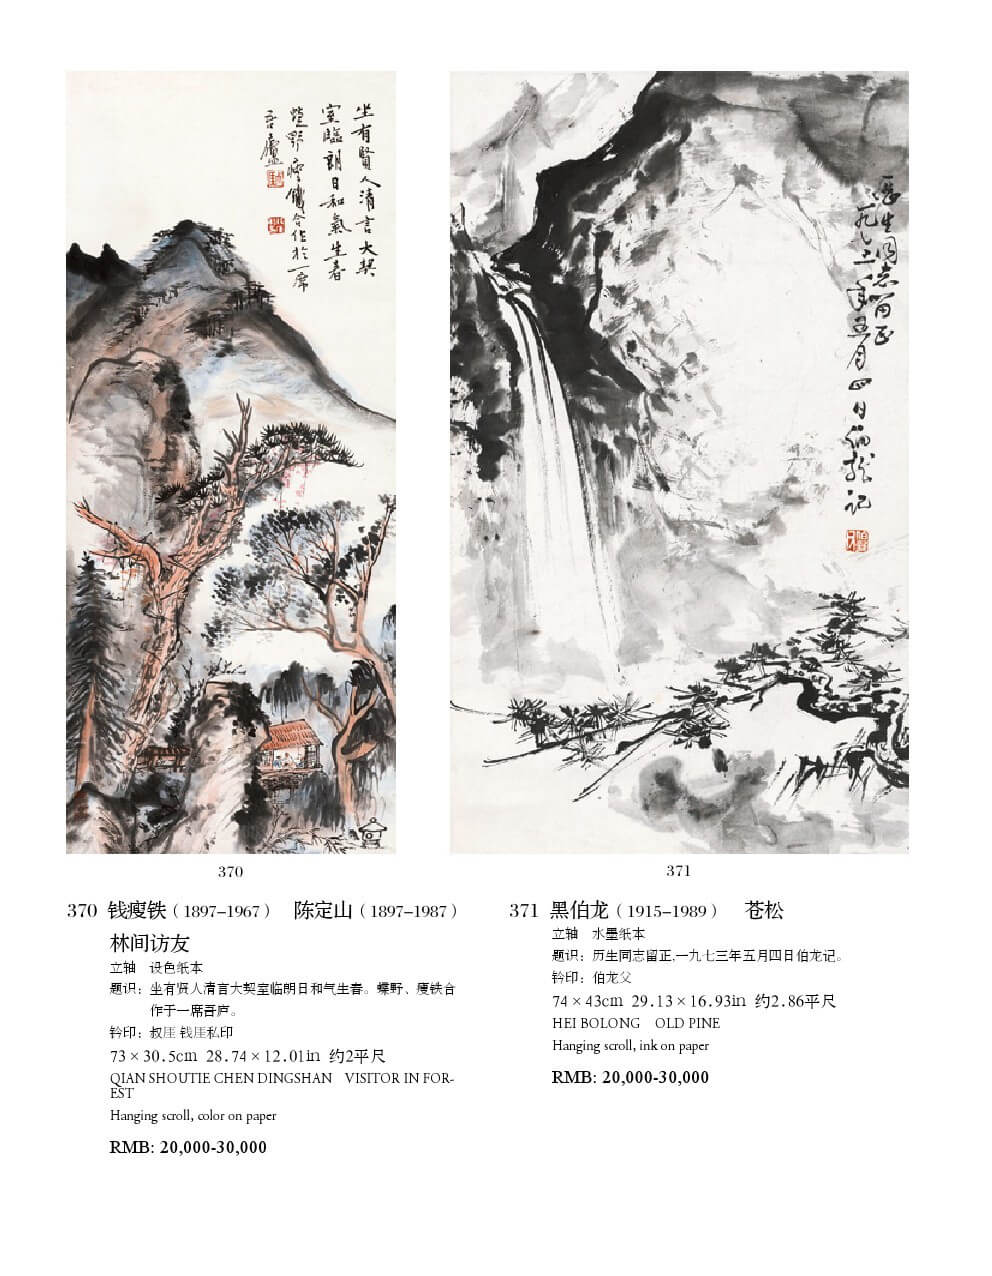 坐有賢人清言大契
室臨朗日和氣生春
蝶野瘦鐵合作於一席
吾廬
歷生同志留正
一九七三年五月四日伯龍記
370
371
370 钱瘦铁（1897–1967） 陈定山（1897–1987）
林间访友
立轴 设色纸本
题识：坐有贤人清言大契室临朗日和气生春。蝶野、瘦铁合
作于一席吾庐。
钤印：叔厓 钱厓私印
73×30.5cm 28.74×12.01in 约2平尺
QIAN SHOUTIE CHEN DINGSHAN VISITOR IN FOR-
EST
Hanging scroll, color on paper
RMB: 20,000-30,000
371 黑伯龙（1915–1989） 苍松
立轴 水墨纸本
题识：历生同志留正,一九七三年五月四日伯龙记。
钤印：伯龙父
74×43cm 29.13×16.93in 约2.86平尺
HEI BOLONG OLD PINE
Hanging scroll, ink on paper
RMB: 20,000-30,000